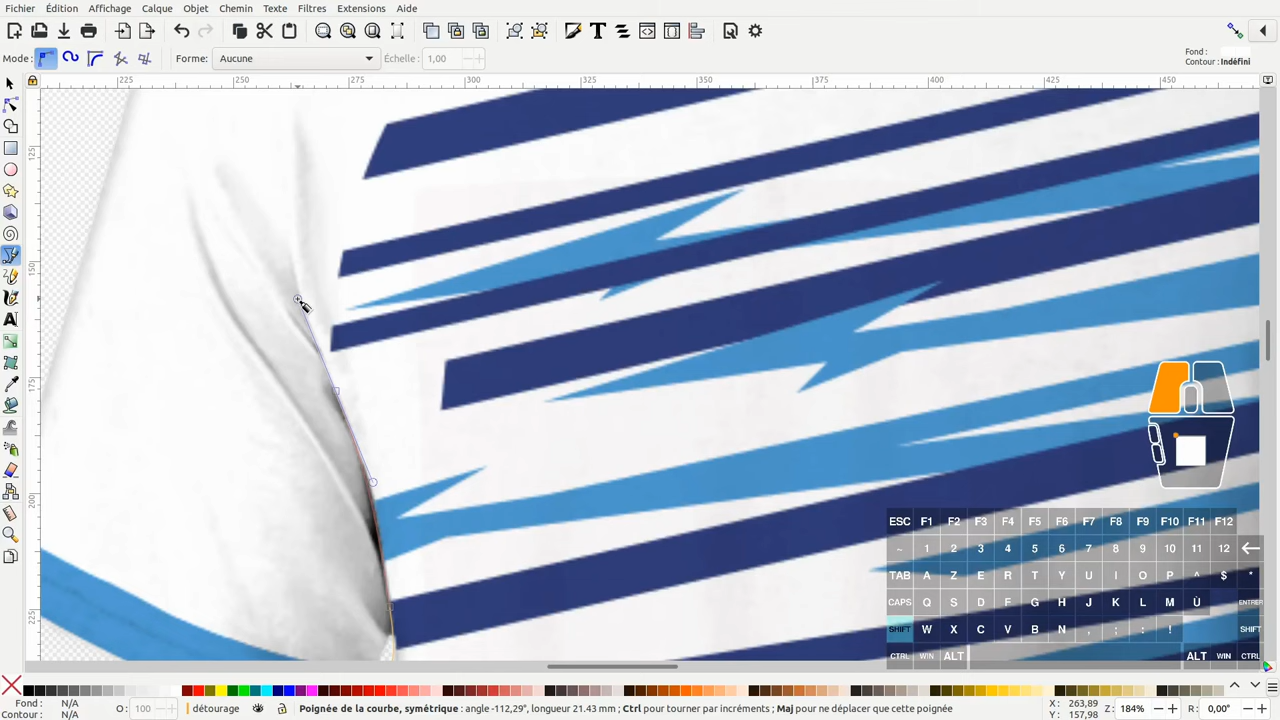 Fichier Édition Affichage Calque Objet Chemin Texte Filtres Extensions Aide
Mode: Forme: Aucune Échelle : 1,00
Fond :
Contour : Indéfini
225 250 275 300 325 350 375 400 425 450
125
150
175
200
225
ESC F1 F2 F3 F4 F5 F6 F7 F8 F9 F10 F11 F12
~ 1 2 3 4 5 6 7 8 9 10 11 12
TAB A Z E R T Y U I O P ^ $ *
CAPS Q S D F G H J K L M Ù ENTRER
SHIFT W X C V B N , ; : ! SHIFT
CTRL WIN ALT ALT WIN CTRL
Fond : N/A
Contour : N/A
O : 100
détourage
Poignée de la courbe, symétrique : angle -112,29°, longueur 21.43 mm ; Ctrl pour tourner par incréments ; Maj pour ne déplacer que cette poignée
X : 263,89
Y : 157,98
Z : 184%
R : 0,00°